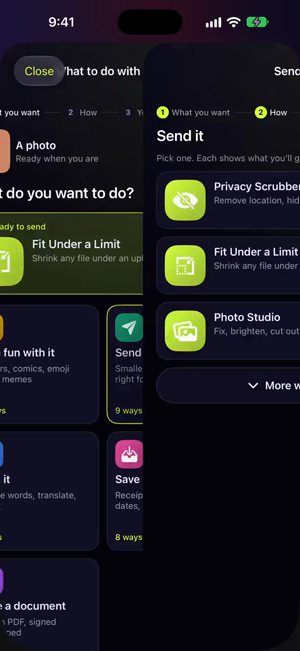 9:41
Close
What to do with
Send
t you want
2 How
3
1 What you want
2 How
A photo
Ready when you are
t do you want to do?
eady to send
Fit Under a Limit
Shrink any file under an upl
fun with it
rs, comics, emoji
memes
ys
Send
Smalle
right fo
9 ways
it
e words, translate,
s
Save
Receip
dates,
8 ways
e a document
PDF, signed
Send it
Pick one. Each shows what you'll g
Privacy Scrubber
Remove location, hid
Fit Under a Limit
Shrink any file under
Photo Studio
Fix, brighten, cut out
More w